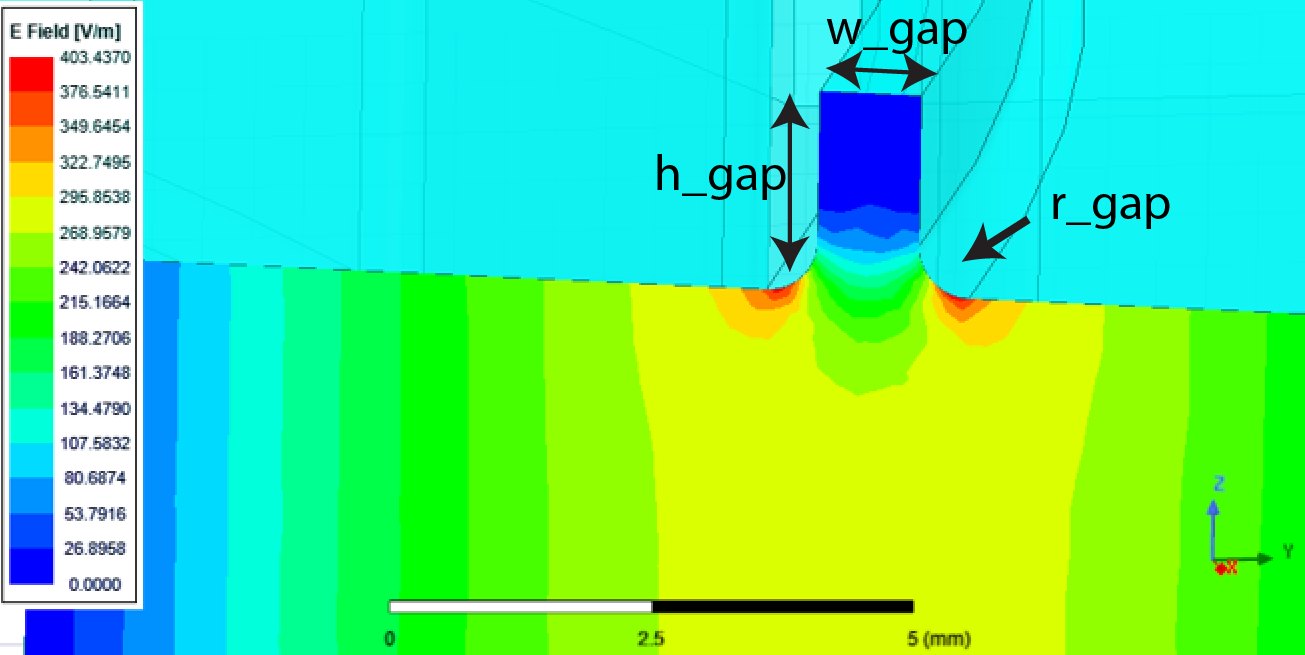 E Field [V/m]
403.4370
376.5411
349.6454
322.7495
295.8538
268.9579
242.0622
215.1664
188.2706
161.3748
134.4790
107.5832
80.6874
53.7916
26.8958
0.0000
w_gap
h_gap
r_gap
Z
Y
X
0
2.5
5 (mm)